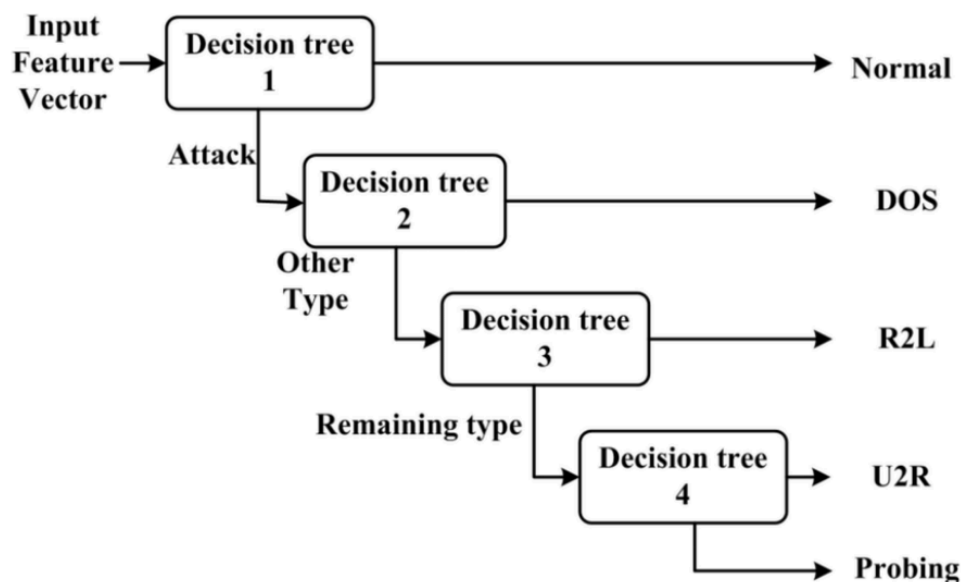 Input
Feature
Vector
Decision tree
1
Normal
Attack
Decision tree
2
DOS
Other
Type
Decision tree
3
R2L
Remaining type
Decision tree
4
U2R
Probing